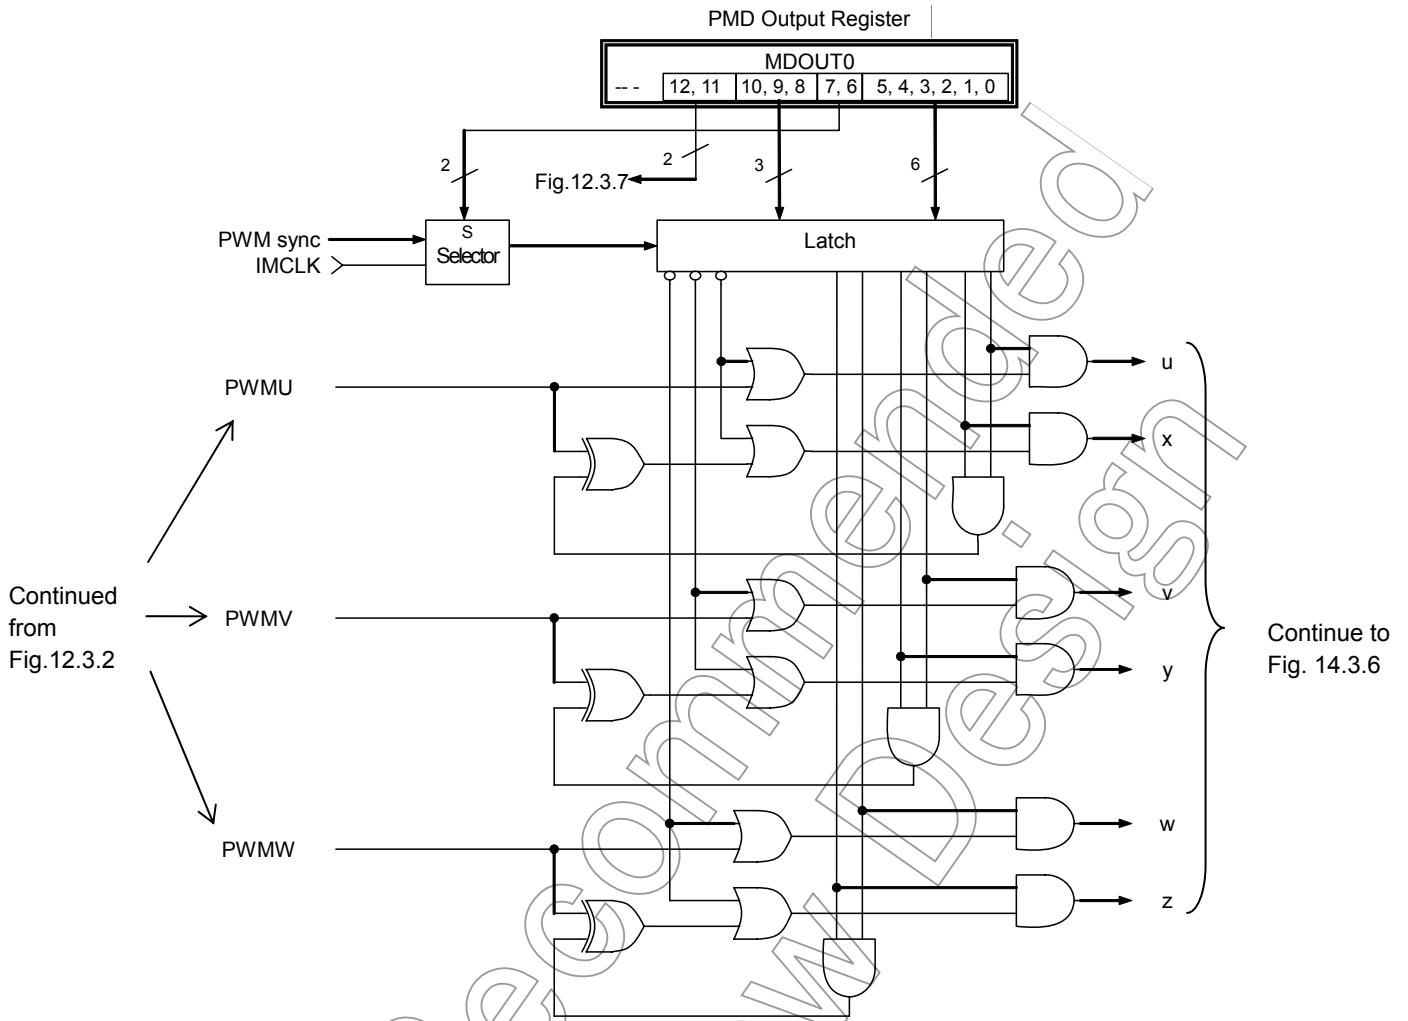 PMD Output Register
MDOUT0
-- - 12, 11 10, 9, 8 7, 6 5, 4, 3, 2, 1, 0
2
2
3
6
Fig.12.3.7
PWM sync
IMCLK
S
Selector
Latch
PWMU
u
x
PWMV
v
y
PWMW
w
z
Continued
from
Fig.12.3.2
Continue to
Fig. 14.3.6
ecommended
w Design